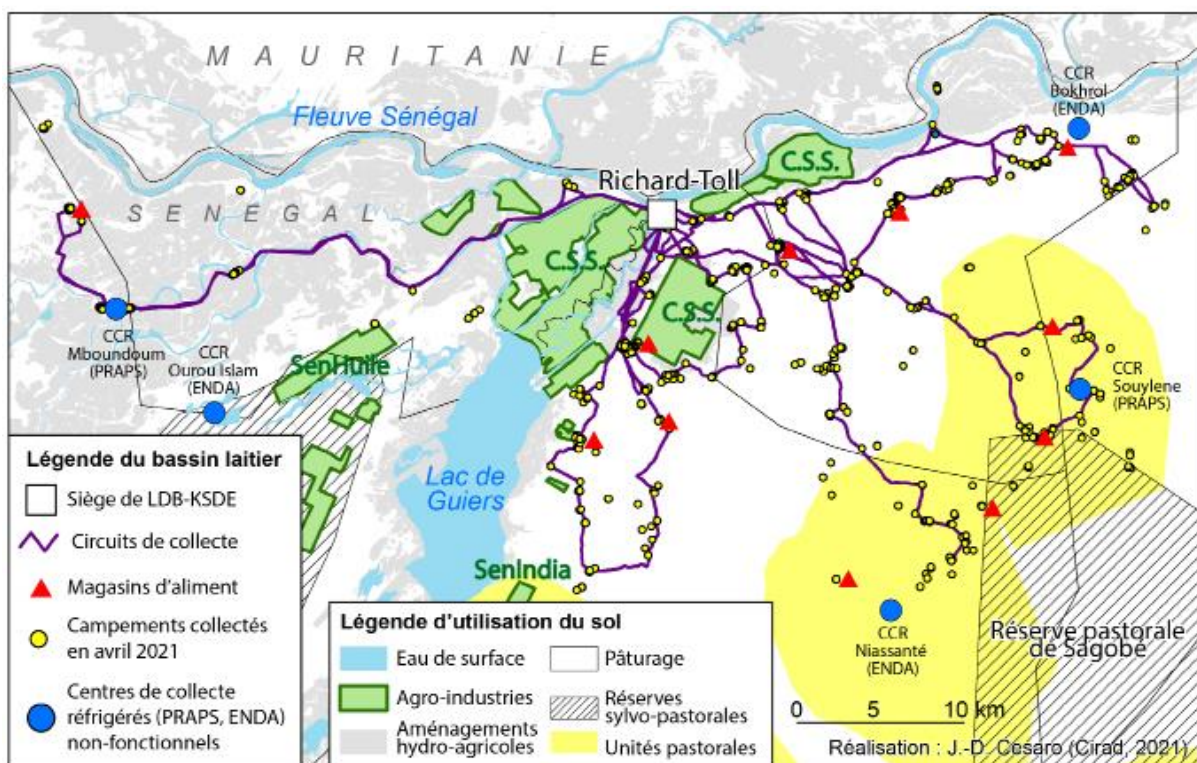 MAURITANIE
Fleuve Sénégal
CCR
Bokhrol
(ENDA)
C.S.S.
Richard-Toll
SENEGAL
C.S.S.
C.S.S.
CCR
Mboundoum
(PRAPS)
CCR
Ourou Islam
(ENDA)
SenHuile
CCR
Souylene
(PRAPS)
Lac de
Guiers
SenIndia
CCR
Niassanté
(ENDA)
Réserve pastorale
de Sagobé
Légende du bassin laitier
Siège de LDB-KSDE
Circuits de collecte
Magasins d'aliment
Campements collectés
en avril 2021
Centres de collecte
réfrigérés (PRAPS, ENDA)
non-fonctionnels
Légende d'utilisation du sol
Eau de surface
Pâturage
Agro-industries
Réserves
sylvo-pastorales
Aménagements
hydro-agricoles
Unités pastorales
0 5 10 km
Réalisation : J.-D. Cesaro (Cirad, 2021)